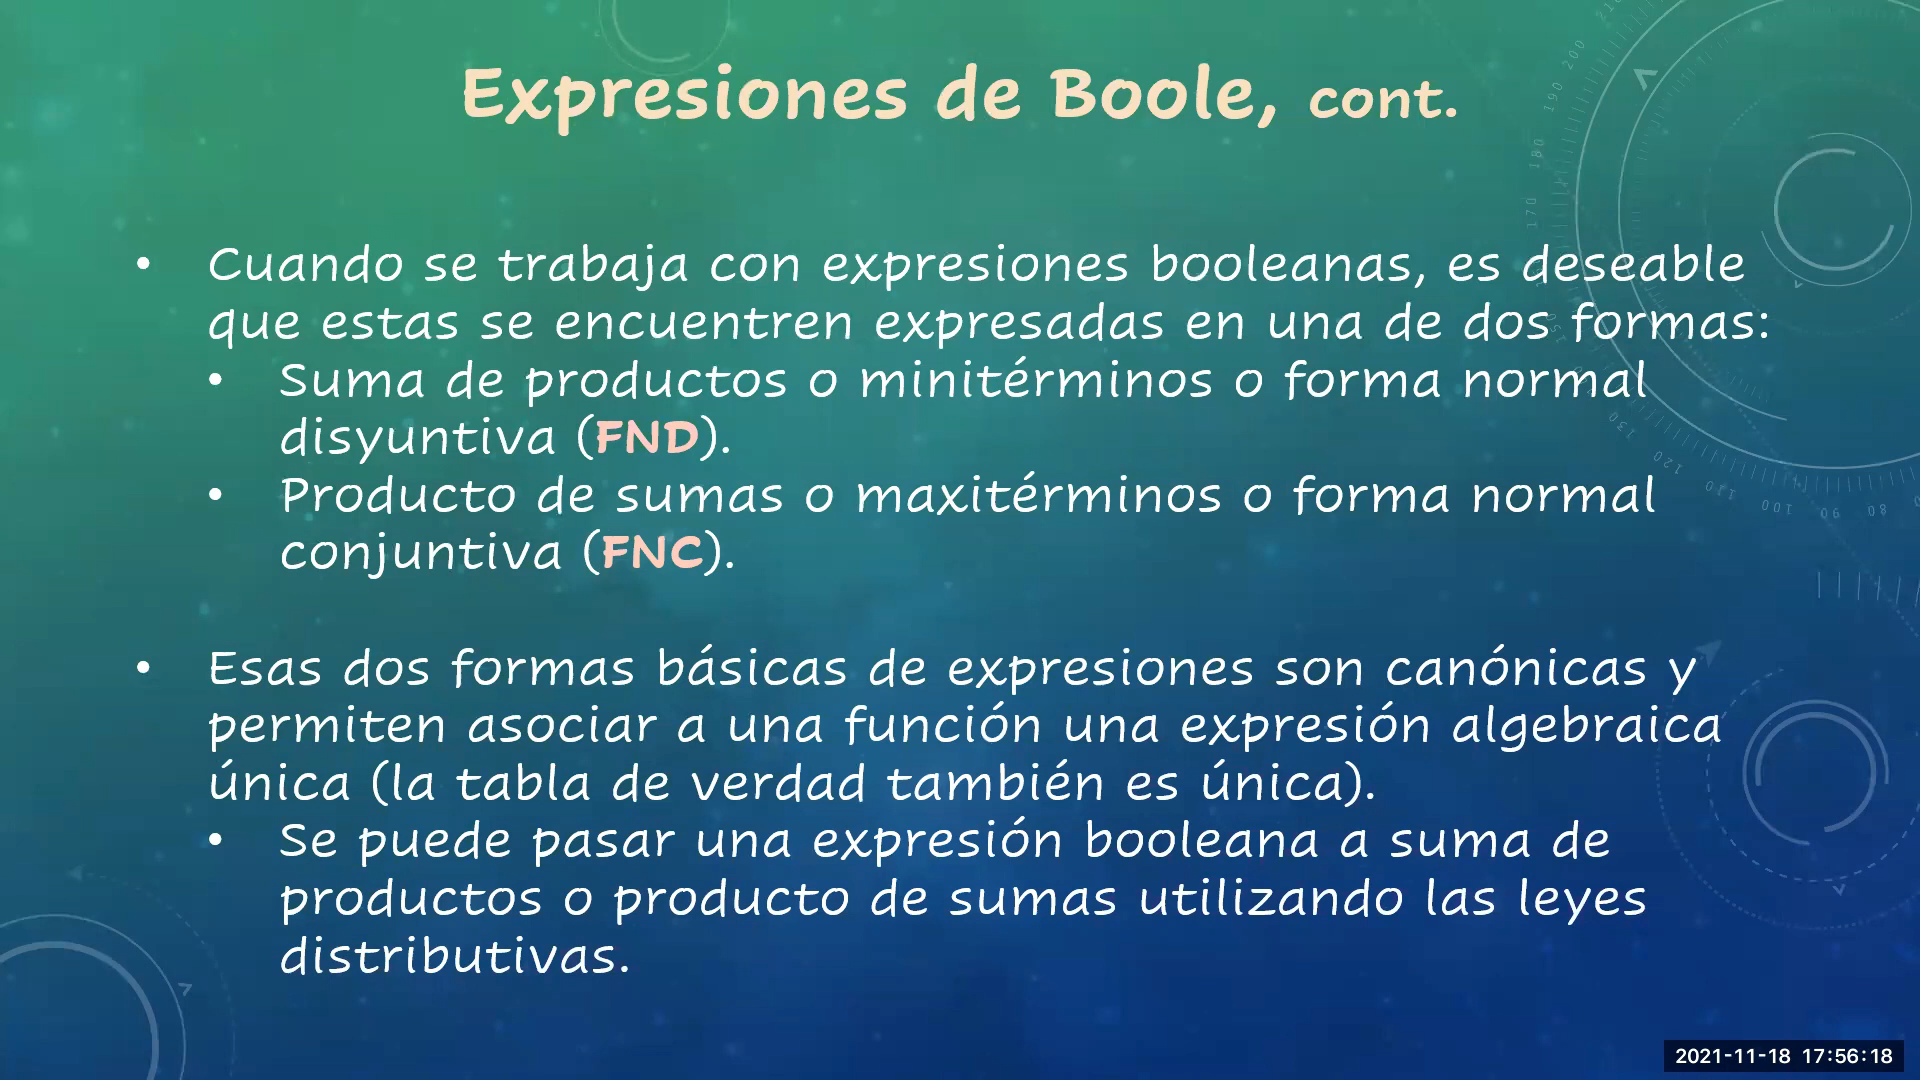 Expresiones de Boole, cont.
• Cuando se trabaja con expresiones booleanas, es deseable
que estas se encuentren expresadas en una de dos formas:
• Suma de productos o minitérminos o forma normal
disyuntiva (FND).
• Producto de sumas o maxitérminos o forma normal
conjuntiva (FNC).
• Esas dos formas básicas de expresiones son canónicas y
permiten asociar a una función una expresión algebraica
única (la tabla de verdad también es única).
• Se puede pasar una expresión booleana a suma de
productos o producto de sumas utilizando las leyes
distributivas.
2021-11-18 17:56:18